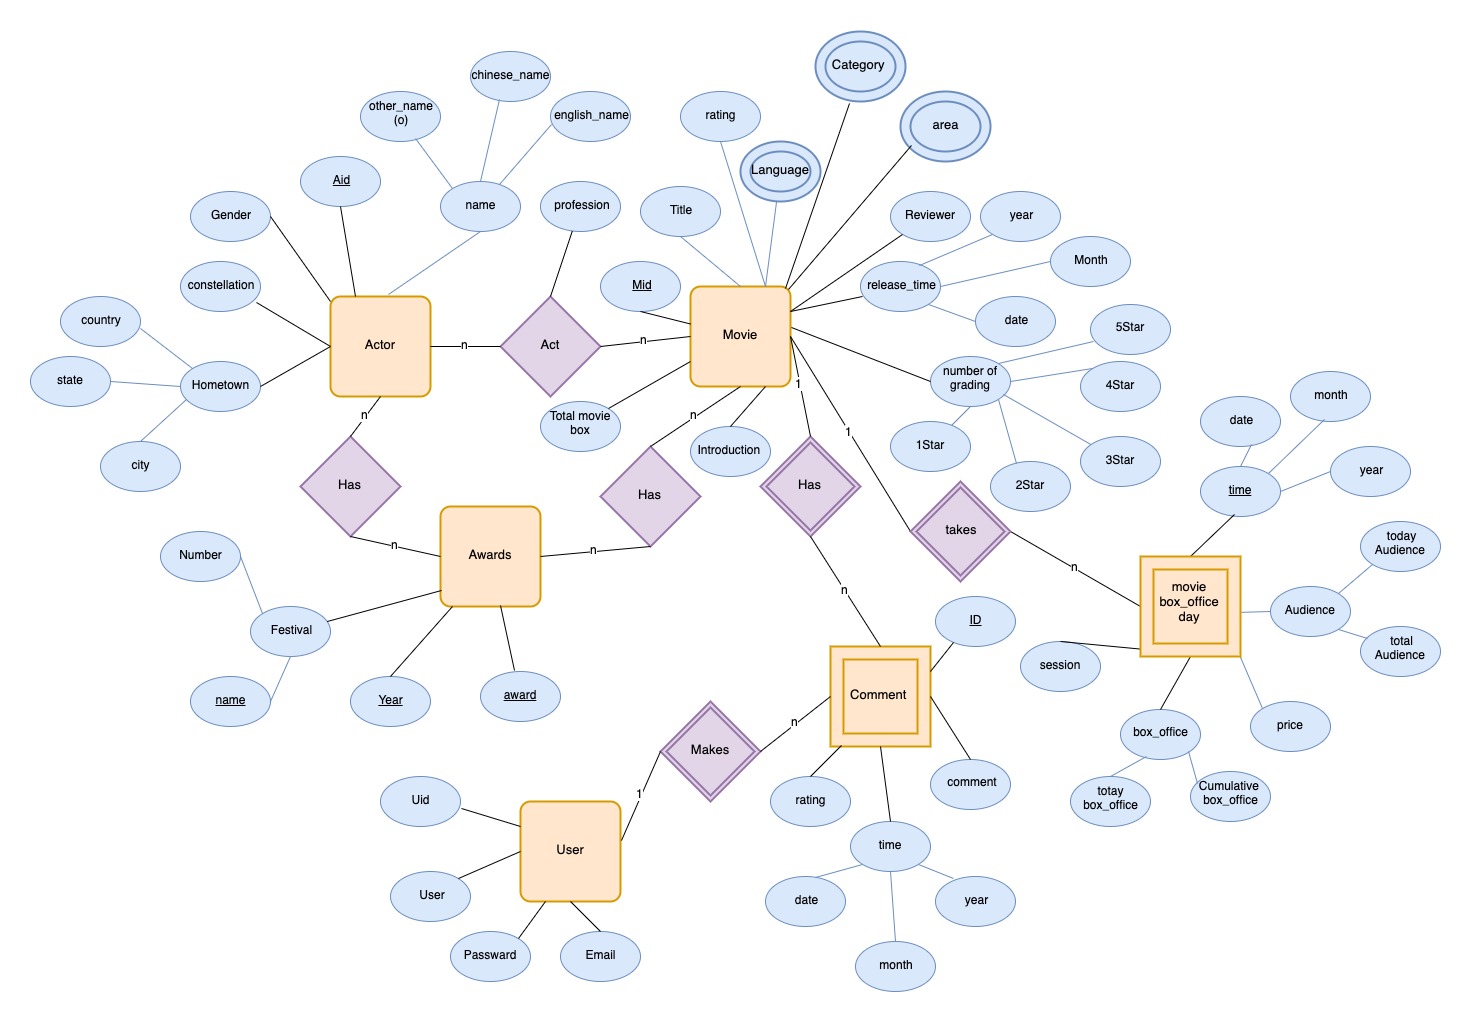 Category
chinese_name
other_name
(o)
english_name
rating
area
Language
Aid
name
profession
Title
Gender
Reviewer
year
Month
constellation
Mid
release_time
country
date
5Star
Actor
n
Act
n
Movie
state
Hometown
number of
grading
4Star
1
month
n
n
Total movie
box
date
1
1Star
Introduction
city
3Star
year
Has
Has
Has
2Star
time
takes
n
n
today
Audience
Number
Awards
n
movie
box_office
day
n
Audience
Festival
ID
total
Audience
session
name
Year
award
Comment
n
price
box_office
Makes
comment
1
Uid
rating
totay
box_office
Cumulative
box_office
User
time
User
date
year
Passward
Email
month